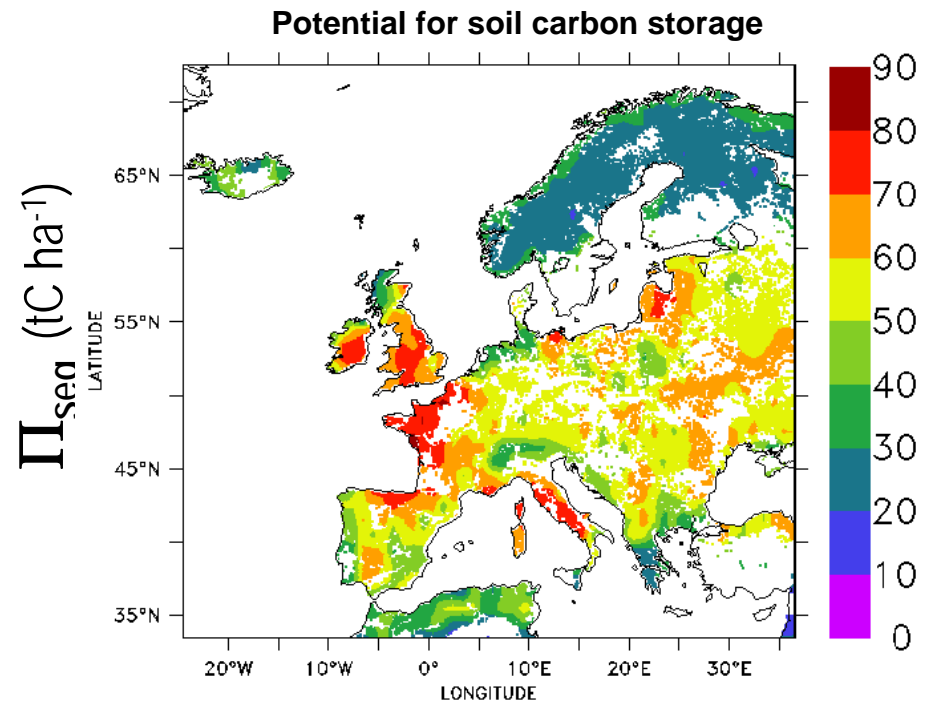 Potential for soil carbon storage
∏seq (tC ha-1)
LATITUDE
65°N
55°N
45°N
35°N
20°W 10°W 0° 10°E 20°E 30°E
LONGITUDE
90
80
70
60
50
40
30
20
10
0